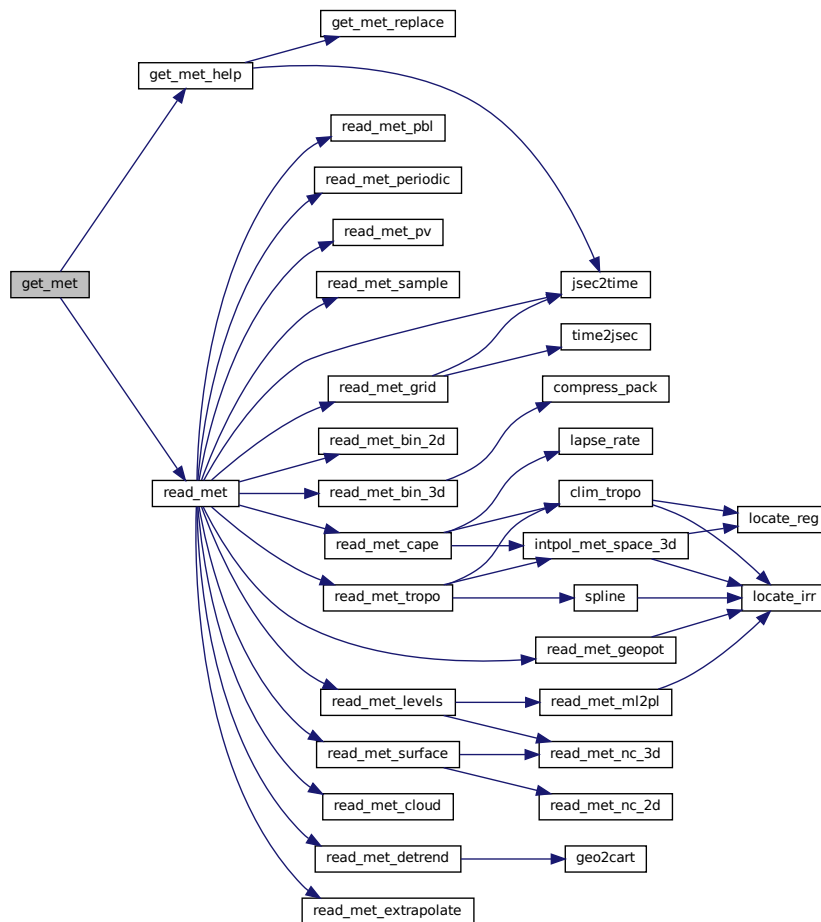 get_met_replace
get_met_help
read_met_pbl
read_met_periodic
read_met_pv
get_met
read_met_sample
jsec2time
time2jsec
read_met_grid
compress_pack
read_met_bin_2d
lapse_rate
read_met
read_met_bin_3d
clim_tropo
locate_reg
read_met_cape
intpol_met_space_3d
read_met_tropo
spline
locate_irr
read_met_geopot
read_met_levels
read_met_ml2pl
read_met_surface
read_met_nc_3d
read_met_cloud
read_met_nc_2d
read_met_detrend
geo2cart
read_met_extrapolate